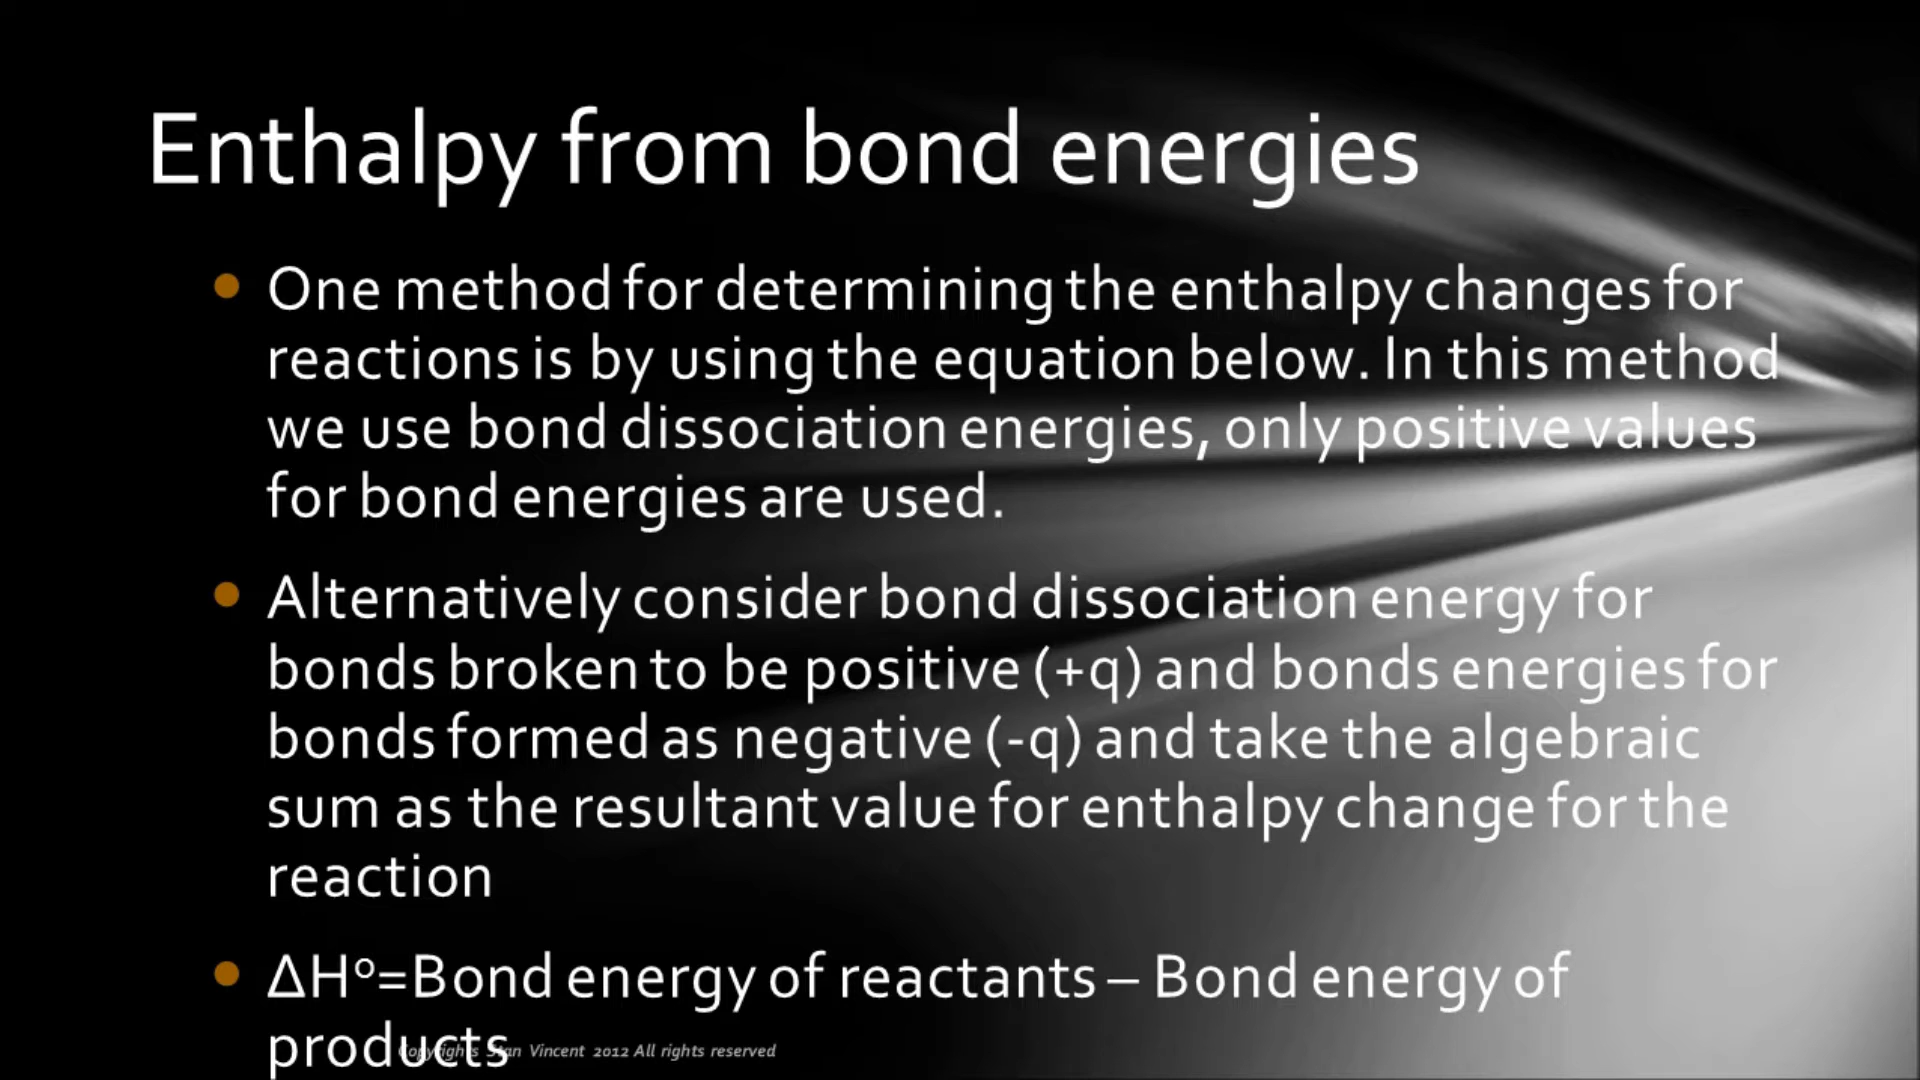 Enthalpy from bond energies
One method for determining the enthalpy changes for
reactions is by using the equation below. In this method
we use bond dissociation energies, only positive values
for bond energies are used.
Alternatively consider bond dissociation energy for
bonds broken to be positive (+q) and bonds energies for
bonds formed as negative (-q) and take the algebraic
sum as the resultant value for enthalpy change for the
reaction
ΔHº=Bond energy of reactants – Bond energy of
products
Copyrights Stan Vincent 2012 All rights reserved